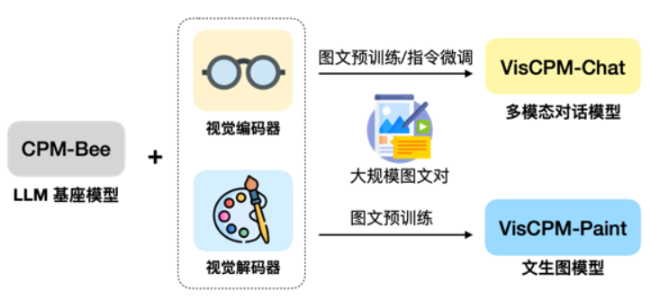 CPM-Bee
LLM 基座模型
+
视觉编码器
视觉解码器
图文预训练/指令微调
大规模图文对
图文预训练
VisCPM-Chat
多模态对话模型
VisCPM-Paint
文生图模型